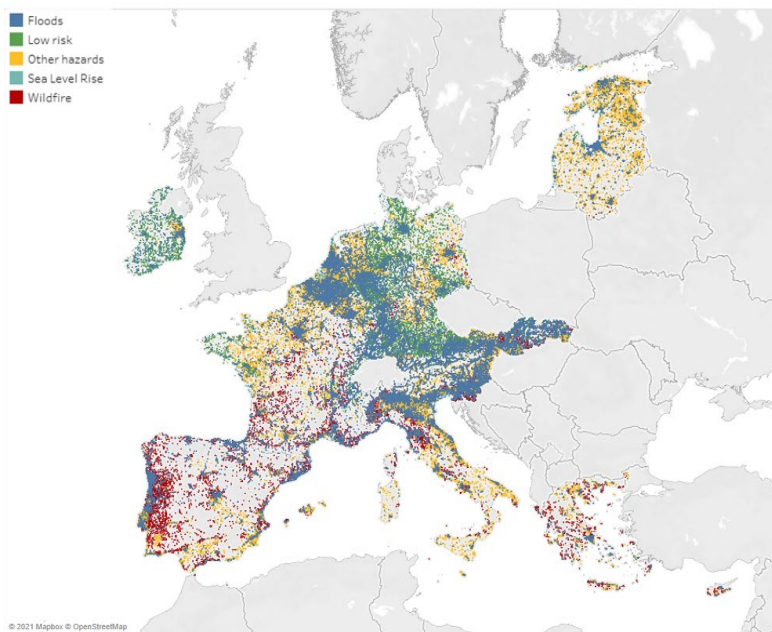 Floods
Low risk
Other hazards
Sea Level Rise
Wildfire
© 2021 Mapbox © OpenStreetMap